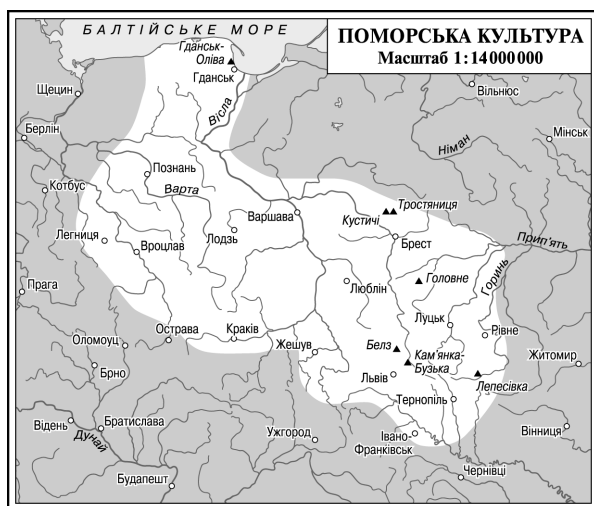 БАЛТІЙСЬКЕ МОРЕ
ПОМОРСЬКА КУЛЬТУРА
Масштаб 1:14000000
Гданськ-
Оліва
Гданськ
Щецин
Вісла
Вільнюс
Берлін
Німан
Мінськ
Познань
Котбус
Варта
Тростяниця
Варшава
Кустичі
Легниця
Лодзь
Вроцлав
Брест
Прип'ять
Головне
Горинь
Прага
Люблін
Луцьк
Рівне
Острава
Краків
Оломоуц
Жешув
Белз
Кам'янка-
Бузька
Житомир
Брно
Львів
Лепесівка
Тернопіль
Відень
Братислава
Дунай
Ужгород
Івано-
Франківськ
Вінниця
Чернівці
Будапешт